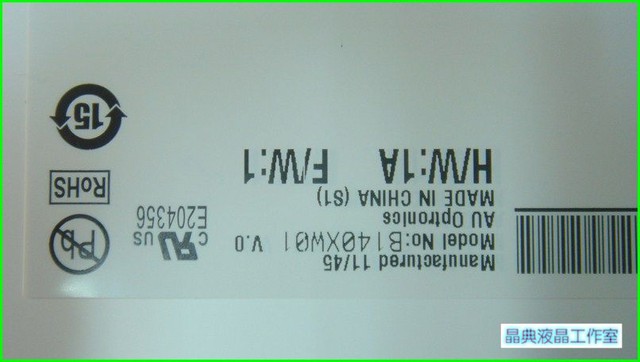 Manufactured 11/45
Model No:B140XW01 V.0
AU Optronics
MADE IN CHINA (S1)
H/W:1A F/W:1
c UL us
E204356
Pb
RoHS
15
晶典液晶工作室